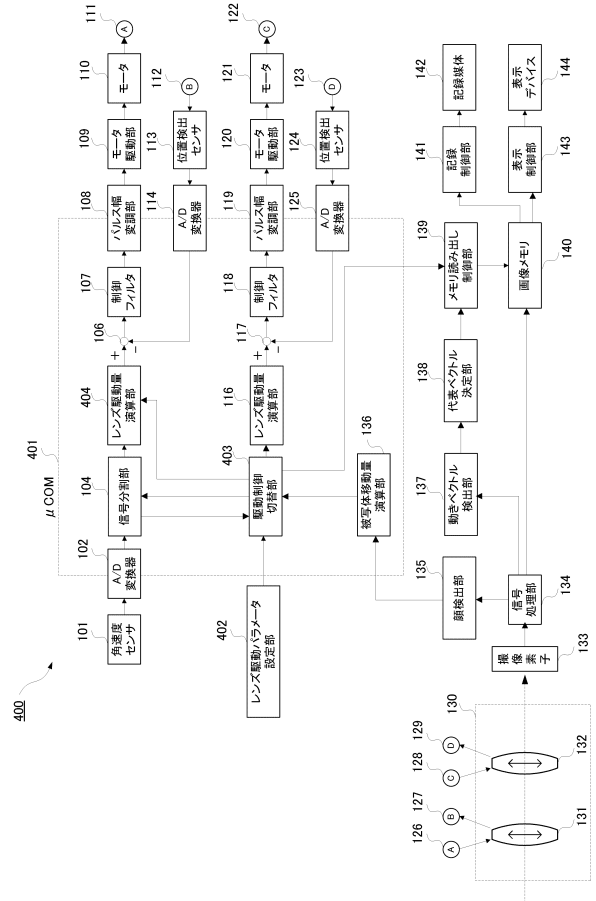 400
401
μCOM
101
角速度
センサ
102
A/D
変換器
104
信号分割部
404
レンズ駆動量
演算部
106
+
−
107
制御
フィルタ
108
パルス幅
変調部
109
モータ
駆動部
110
モータ
111
A
112
B
113
位置検出
センサ
114
A/D
変換器
402
レンズ駆動パラメータ
設定部
403
駆動制御
切替部
116
レンズ駆動量
演算部
117
+
−
118
制御
フィルタ
119
パルス幅
変調部
120
モータ
駆動部
121
モータ
122
C
123
D
124
位置検出
センサ
125
A/D
変換器
136
被写体移動量
演算部
135
顔検出部
137
動きベクトル
検出部
138
代表ベクトル
決定部
139
メモリ読み出し
制御部
141
記録
制御部
142
記録媒体
134
信号
処理部
140
画像メモリ
143
表示
制御部
144
表示
デバイス
133
撮像
素子
130
126
A
127
B
128
C
129
D
131
132